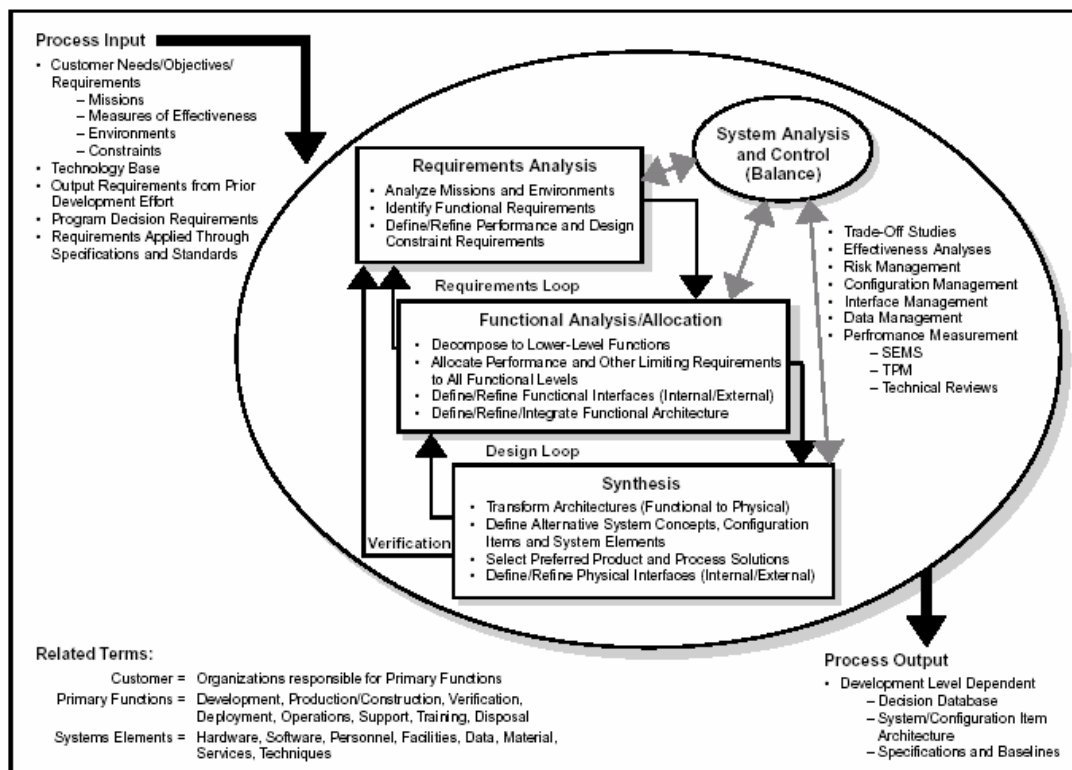 Process Input
• Customer Needs/Objectives/
Requirements
– Missions
– Measures of Effectiveness
– Environments
– Constraints
• Technology Base
• Output Requirements from Prior
Development Effort
• Program Decision Requirements
• Requirements Applied Through
Specifications and Standards
System Analysis
and Control
(Balance)
Requirements Analysis
• Analyze Missions and Environments
• Identify Functional Requirements
• Define/Refine Performance and Design
Constraint Requirements
• Trade-Off Studies
• Effectiveness Analyses
• Risk Management
• Configuration Management
• Interface Management
• Data Management
• Perfromance Measurement
– SEMS
– TPM
– Technical Reviews
Requirements Loop
Functional Analysis/Allocation
• Decompose to Lower-Level Functions
• Allocate Performance and Other Limiting Requirements
to All Functional Levels
• Define/Refine Functional Interfaces (Internal/External)
• Define/Refine/Integrate Functional Architecture
Design Loop
Synthesis
• Transform Architectures (Functional to Physical)
• Define Alternative System Concepts, Configuration
Items and System Elements
• Select Preferred Product and Process Solutions
• Define/Refine Physical Interfaces (Internal/External)
Verification
Related Terms:
Customer = Organizations responsible for Primary Functions
Primary Functions = Development, Production/Construction, Verification,
Deployment, Operations, Support, Training, Disposal
Systems Elements = Hardware, Software, Personnel, Facilities, Data, Material,
Services, Techniques
Process Output
• Development Level Dependent
– Decision Database
– System/Configuration Item
Architecture
– Specifications and Baselines